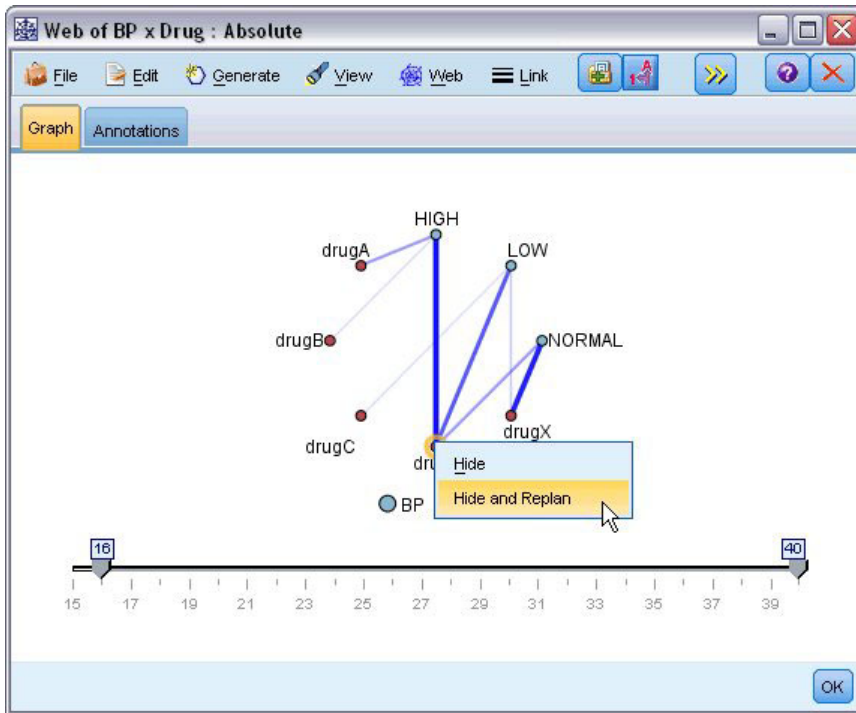 Web of BP x Drug : Absolute
File Edit Generate View Web Link
Graph Annotations
HIGH
drugA LOW
drugB NORMAL
drugC drugX
Hide
Hide and Replan
BP
16 40
15 17 19 21 23 25 27 29 31 33 35 37 39
OK